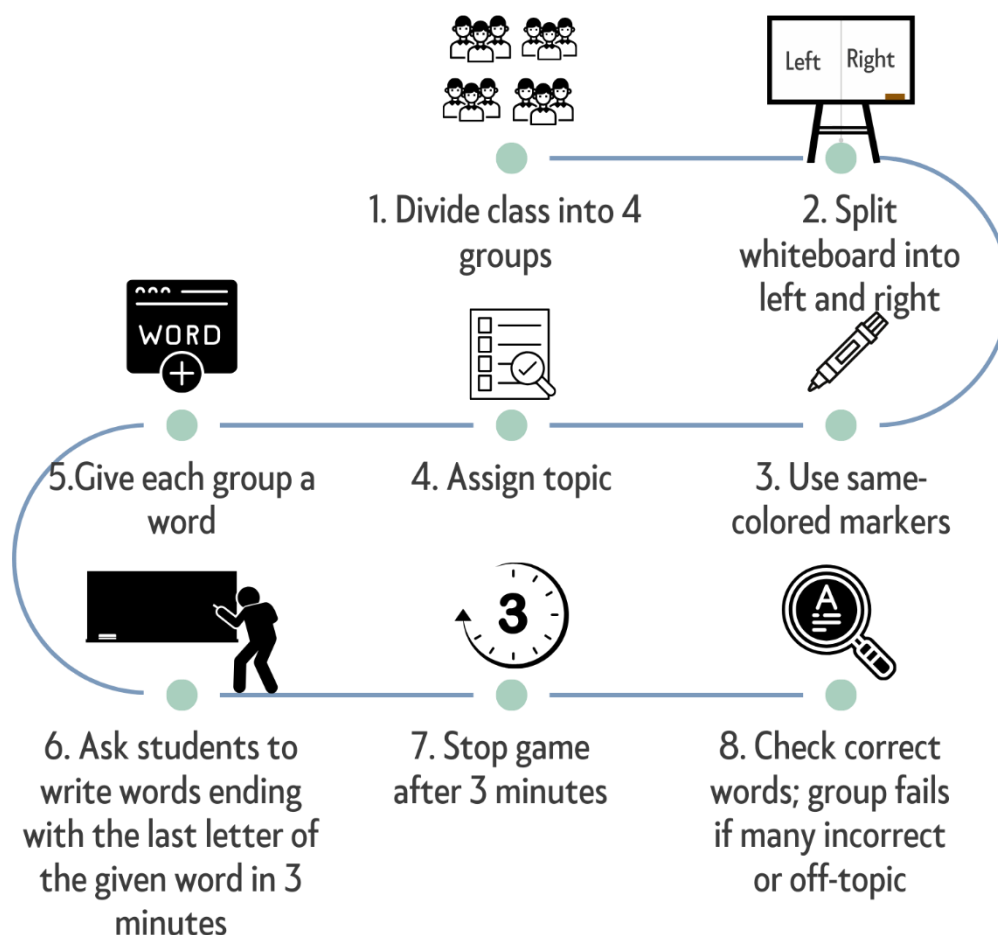 Left
Right
1. Divide class into 4
groups
2. Split
whiteboard into
left and right
3. Use same-
colored markers
4. Assign topic
WORD
5.Give each group a
word
6. Ask students to
write words ending
with the last letter of
the given word in 3
minutes
3
7. Stop game
after 3 minutes
A
8. Check correct
words; group fails
if many incorrect
or off-topic